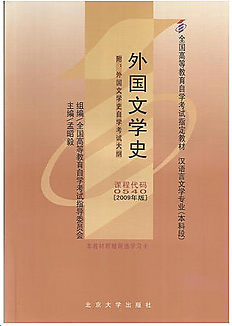 全国高等教育自学考试指定教材 汉语言文学专业(本科段)
外国文学史
附:外国文学史自学考试大纲
课程代码
0540
[2009年版]
组编/全国高等教育自学考试指导委员会
主编/孟昭毅
北京大学出版社